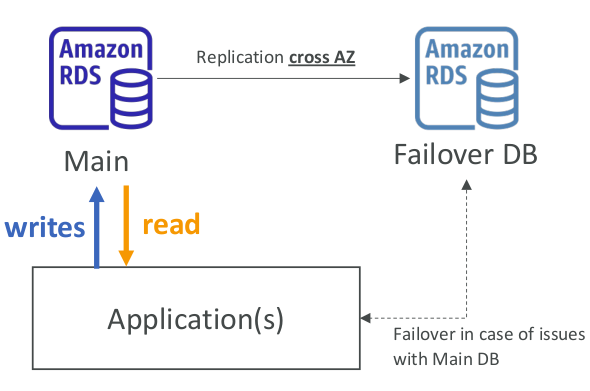 Amazon
RDS
Replication cross AZ
Amazon
RDS
Main
Failover DB
writes
read
Application(s)
Failover in case of issues
with Main DB